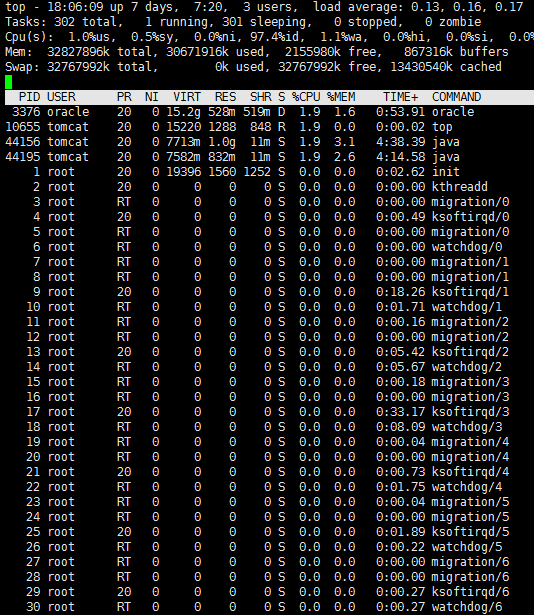 top - 18:06:09 up 7 days,  7:20,  3 users,  load average: 0.13, 0.16, 0.17
Tasks: 302 total,   1 running, 301 sleeping,   0 stopped,   0 zombie
Cpu(s):  1.0%us,  0.5%sy,  0.0%ni, 97.4%id,  1.1%wa,  0.0%hi,  0.0%si,  0.0%
Mem:  32827896k total, 30671916k used,  2155980k free,   867316k buffers
Swap: 32767992k total,        0k used, 32767992k free, 13430540k cached
PID USER      PR  NI  VIRT  RES  SHR S %CPU %MEM    TIME+  COMMAND
3376 oracle    20   0 15.2g 528m 519m D  1.9  1.6   0:53.91 oracle
10655 tomcat    20   0 15220 1288  848 R  1.9  0.0   0:00.02 top
44156 tomcat    20   0 7713m 1.0g  11m S  1.9  3.1   4:38.39 java
44195 tomcat    20   0 7582m 832m  11m S  1.9  2.6   4:14.58 java
1 root      20   0 19396 1560 1252 S  0.0  0.0   0:02.62 init
2 root      20   0     0    0    0 S  0.0  0.0   0:00.00 kthreadd
3 root      RT   0     0    0    0 S  0.0  0.0   0:00.00 migration/0
4 root      20   0     0    0    0 S  0.0  0.0   0:00.49 ksoftirqd/0
5 root      RT   0     0    0    0 S  0.0  0.0   0:00.00 migration/0
6 root      RT   0     0    0    0 S  0.0  0.0   0:00.00 watchdog/0
7 root      RT   0     0    0    0 S  0.0  0.0   0:00.00 migration/1
8 root      RT   0     0    0    0 S  0.0  0.0   0:00.00 migration/1
9 root      20   0     0    0    0 S  0.0  0.0   0:18.26 ksoftirqd/1
10 root      RT   0     0    0    0 S  0.0  0.0   0:01.71 watchdog/1
11 root      RT   0     0    0    0 S  0.0  0.0   0:00.16 migration/2
12 root      RT   0     0    0    0 S  0.0  0.0   0:00.00 migration/2
13 root      20   0     0    0    0 S  0.0  0.0   0:05.42 ksoftirqd/2
14 root      RT   0     0    0    0 S  0.0  0.0   0:05.67 watchdog/2
15 root      RT   0     0    0    0 S  0.0  0.0   0:00.18 migration/3
16 root      RT   0     0    0    0 S  0.0  0.0   0:00.00 migration/3
17 root      20   0     0    0    0 S  0.0  0.0   0:33.17 ksoftirqd/3
18 root      RT   0     0    0    0 S  0.0  0.0   0:08.09 watchdog/3
19 root      RT   0     0    0    0 S  0.0  0.0   0:00.04 migration/4
20 root      RT   0     0    0    0 S  0.0  0.0   0:00.00 migration/4
21 root      20   0     0    0    0 S  0.0  0.0   0:00.73 ksoftirqd/4
22 root      RT   0     0    0    0 S  0.0  0.0   0:01.75 watchdog/4
23 root      RT   0     0    0    0 S  0.0  0.0   0:00.04 migration/5
24 root      RT   0     0    0    0 S  0.0  0.0   0:00.00 migration/5
25 root      20   0     0    0    0 S  0.0  0.0   0:01.89 ksoftirqd/5
26 root      RT   0     0    0    0 S  0.0  0.0   0:00.22 watchdog/5
27 root      RT   0     0    0    0 S  0.0  0.0   0:00.00 migration/6
28 root      RT   0     0    0    0 S  0.0  0.0   0:00.00 migration/6
29 root      20   0     0    0    0 S  0.0  0.0   0:00.27 ksoftirqd/6
30 root      RT   0     0    0    0 S  0.0  0.0   0:00.27 watchdog/6